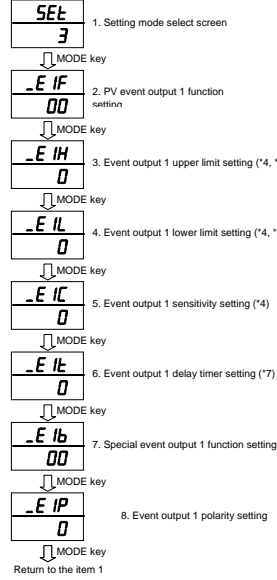 SEt
3
1. Setting mode select screen
MODE key
_E1F
00
2. PV event output 1 function
setting
MODE key
_E1H
0
3. Event output 1 upper limit setting (*4, *
MODE key
_E1L
0
4. Event output 1 lower limit setting (*4, *
MODE key
_E1C
0
5. Event output 1 sensitivity setting (*4)
MODE key
_E1t
0
6. Event output 1 delay timer setting (*7)
MODE key
_E1b
00
7. Special event output 1 function setting
MODE key
_E1P
0
8. Event output 1 polarity setting
MODE key
Return to the item 1